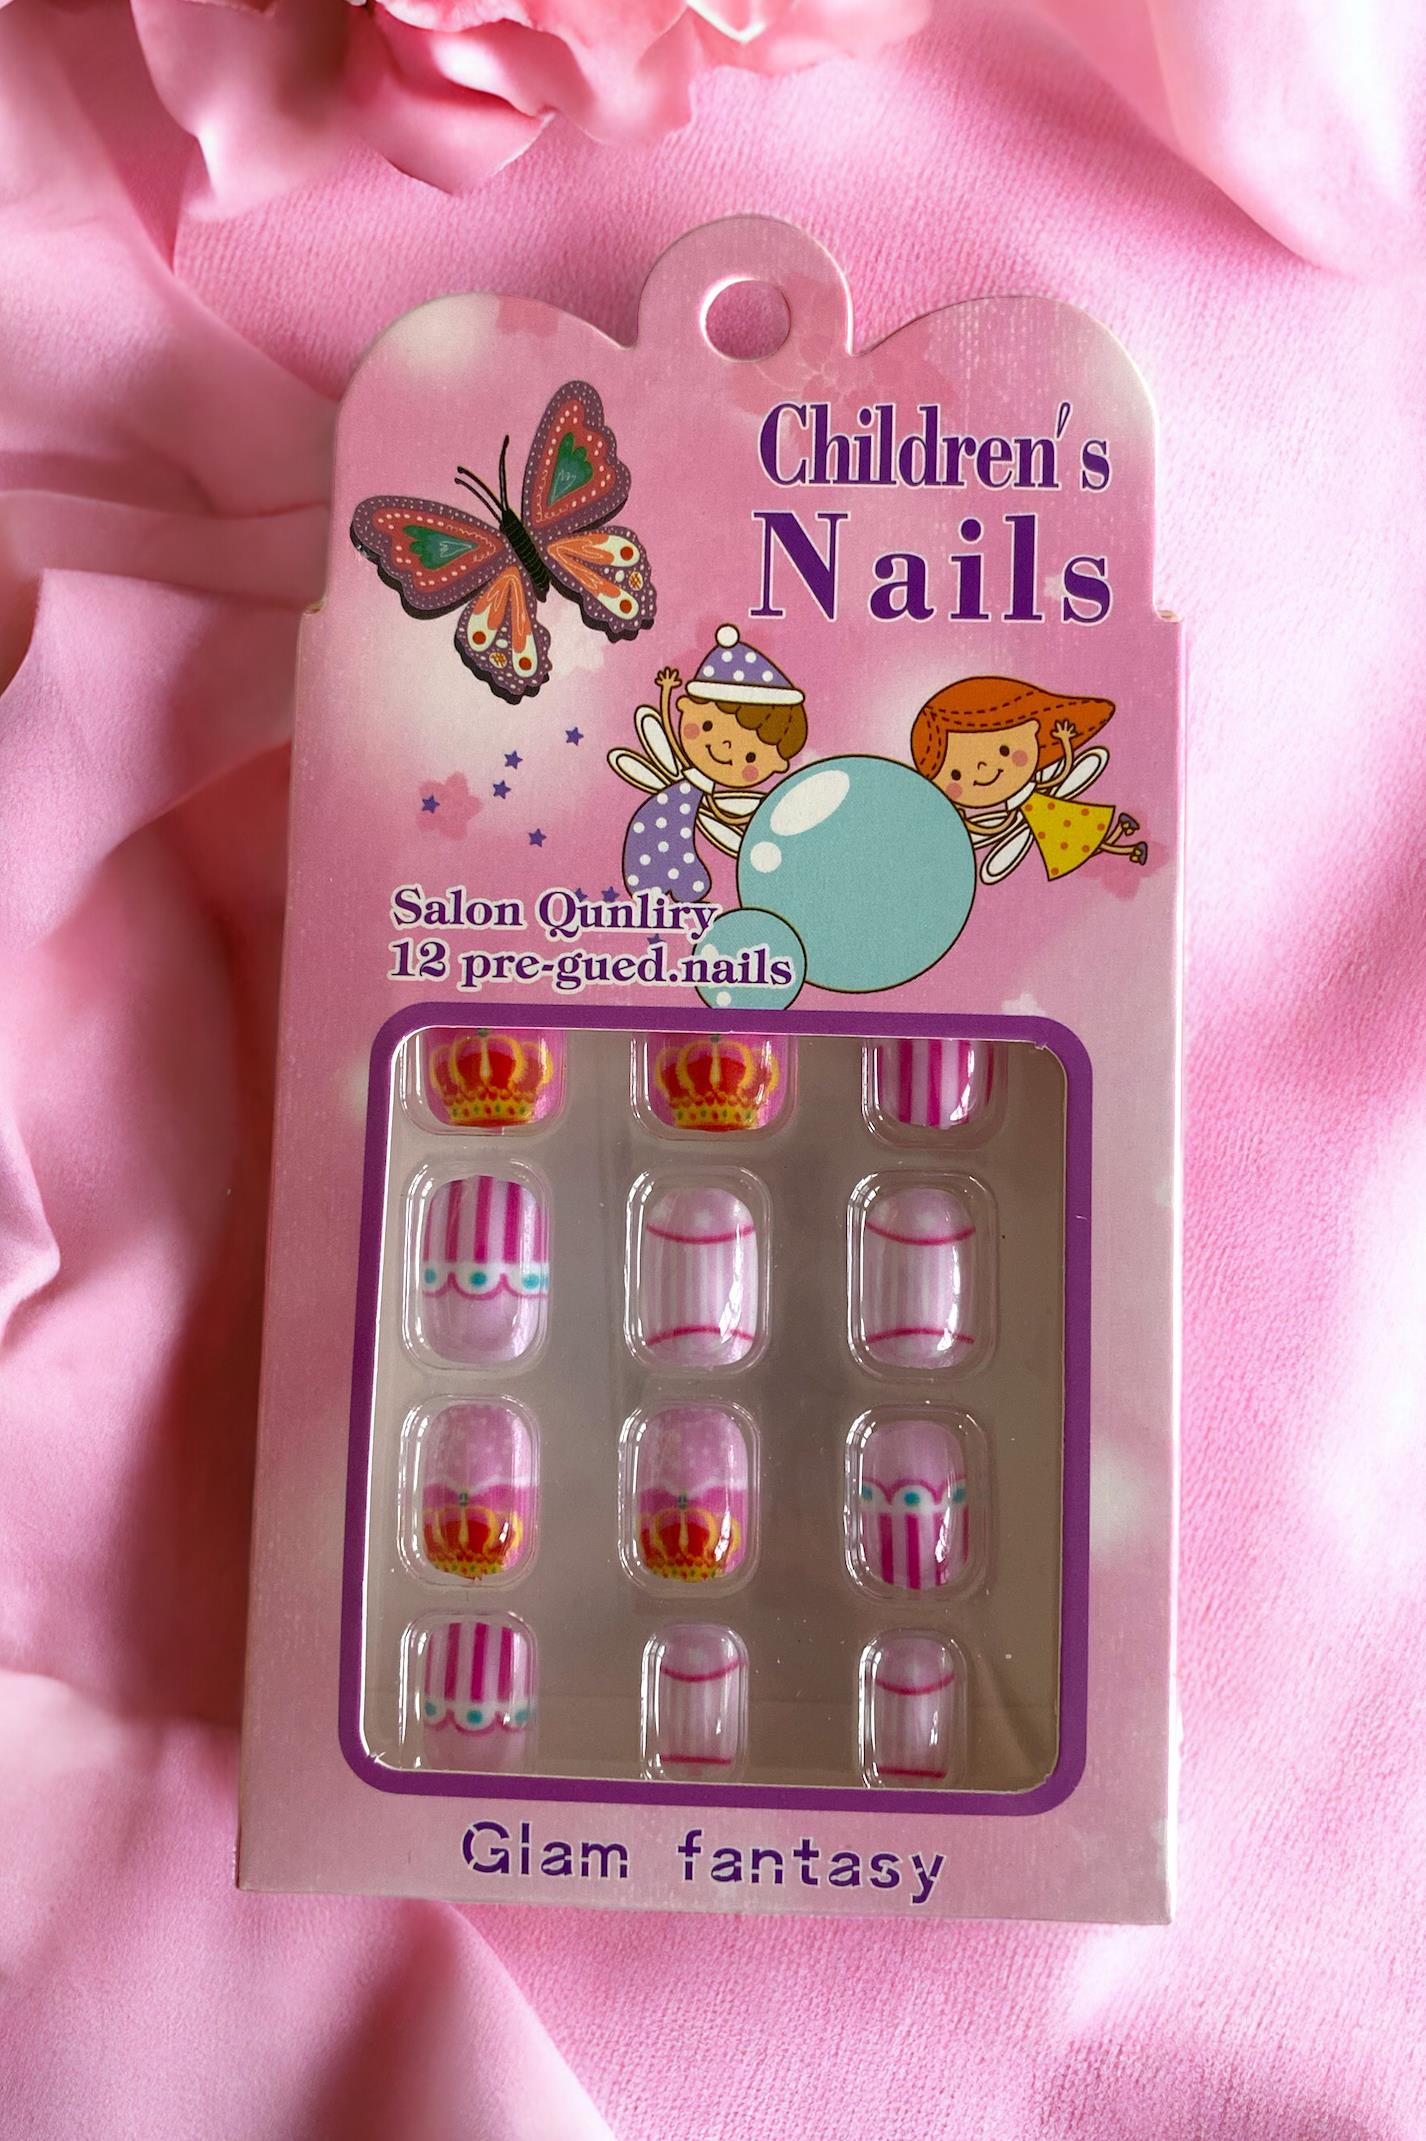 Children's
Nails
Salon Qunliry
12 pre-gued.nails
Glam fantasy